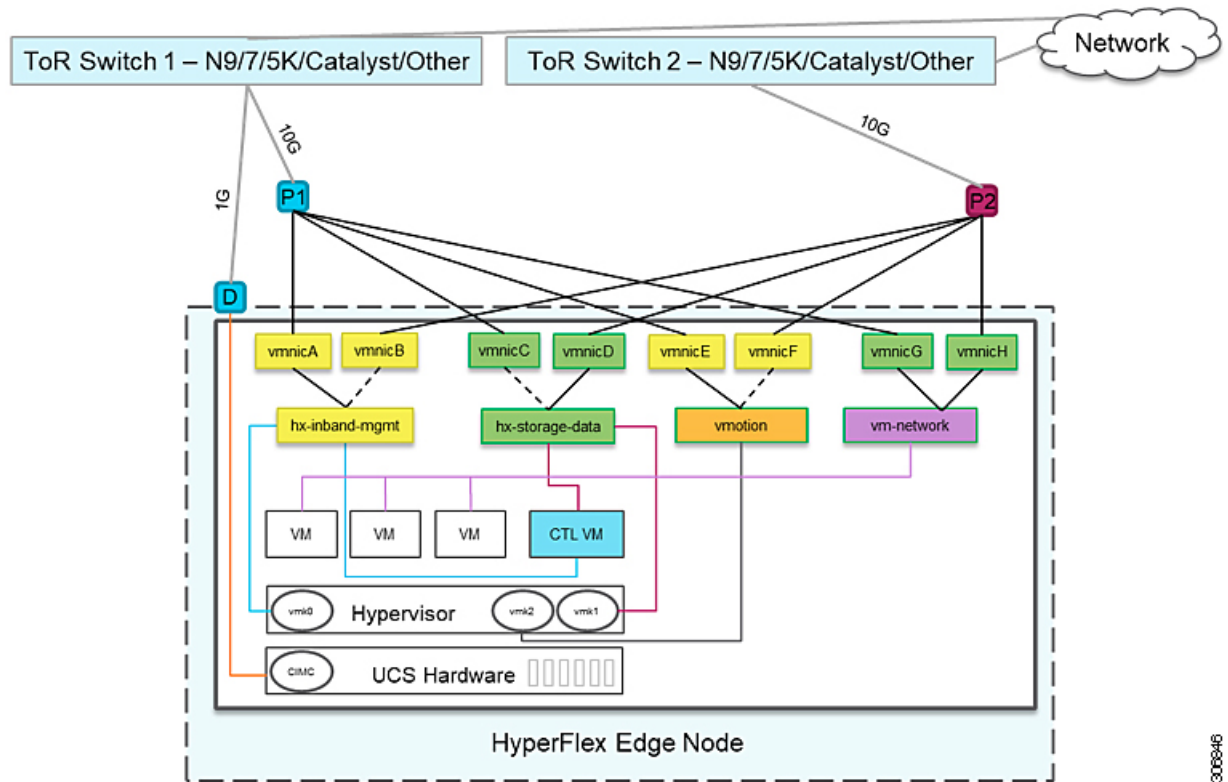 Network
ToR Switch 1 – N9/7/5K/Catalyst/Other
ToR Switch 2 – N9/7/5K/Catalyst/Other
10G
10G
1G
P1
P2
D
vmnicA
vmnicB
vmnicC
vmnicD
vmnicE
vmnicF
vmnicG
vmnicH
hx-inband-mgmt
hx-storage-data
vmotion
vm-network
VM
VM
VM
CTL VM
vmk0
Hypervisor
vmk2
vmk1
CIMC
UCS Hardware
HyperFlex Edge Node